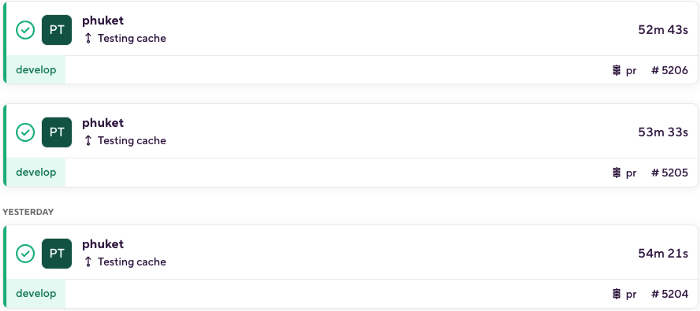 PT
phuket
Testing cache
52m 43s
develop
pr
# 5206
PT
phuket
Testing cache
53m 33s
develop
pr
# 5205
YESTERDAY
PT
phuket
Testing cache
54m 21s
develop
pr
# 5204